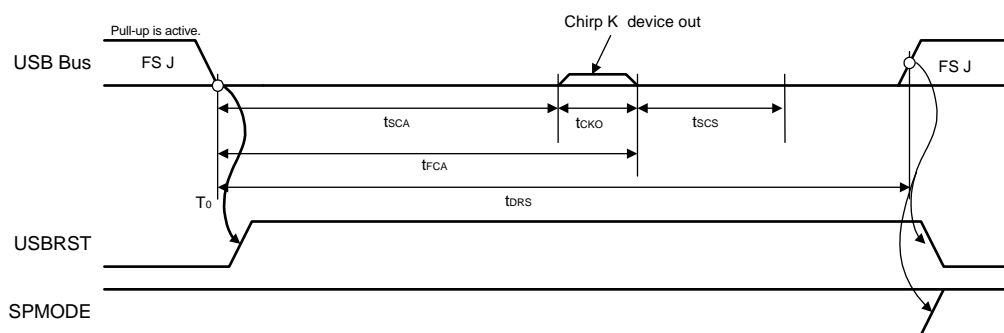 Chirp K device out
Pull-up is active.
USB Bus
FS J
FS J
tSCA
tCKO
tSCS
tFCA
T0
tDRS
USBRST
SPMODE